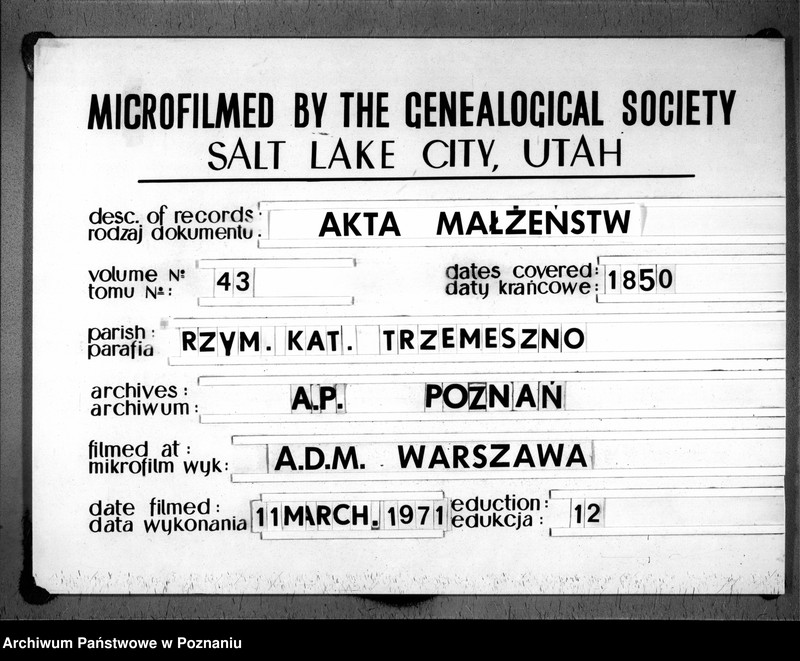 MICROFILMED BY THE GENEALOGICAL SOCIETY
SALT LAKE CITY, UTAH
desc. of records:
rodzaj dokumentu: AKTA MAŁŻEŃSTW
volume No:
tomu No: 43
dates covered:
daty krańcowe: 1850
parish:
parafia RZYM. KAT. TRZEMESZNO
archives:
archiwum: A.P. POZNAŃ
filmed at:
mikrofilm wyk: A.D.M. WARSZAWA
date filmed:
data wykonania 11 MARCH. 1971
eduction:
edukcja: 12
Archiwum Państwowe w Poznaniu